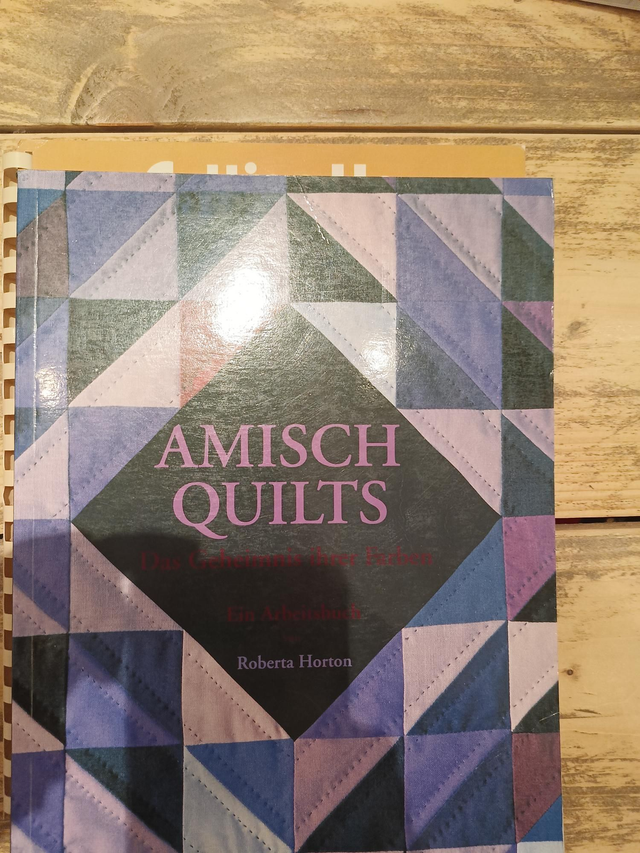 AMISCH
QUILTS
Das Geheimnis ihrer Farben
Ein Arbeitsbuch
Roberta Horton